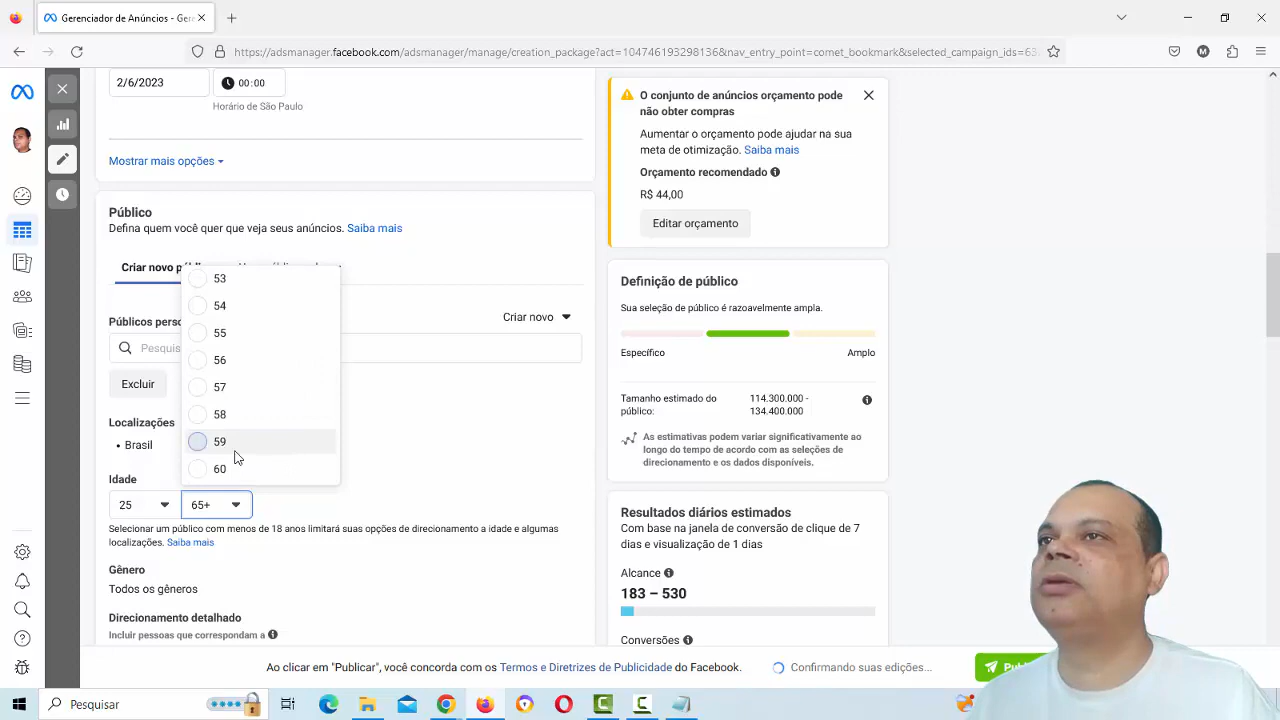 Gerenciador de Anúncios - Ger
https://adsmanager.facebook.com/adsmanager/manage/creation_package?act=104746193298136&nav_entry_point=comet_bookmark&selected_campaign_ids=63
2/6/2023
00:00
Horário de São Paulo
Mostrar mais opções
Público
Defina quem você quer que veja seus anúncios. Saiba mais
Criar novo
Criar novo
Públicos
Pesquis
Excluir
Localizações
• Brasil
53
54
55
56
57
58
59
60
Idade
25
65+
Selecionar um público com menos de 18 anos limitará suas opções de direcionamento a idade e algumas
localizações. Saiba mais
Gênero
Todos os gêneros
Direcionamento detalhado
Incluir pessoas que correspondam a
O conjunto de anúncios orçamento pode
não obter compras
Aumentar o orçamento pode ajudar na sua
meta de otimização. Saiba mais
Orçamento recomendado
R$ 44,00
Editar orçamento
Definição de público
Sua seleção de público é razoavelmente ampla.
Específico
Amplo
Tamanho estimado do
público:
114.300.000 -
134.400.000
As estimativas podem variar significativamente ao
longo do tempo de acordo com as seleções de
direcionamento e os dados disponíveis.
Resultados diários estimados
Com base na janela de conversão de clique de 7
dias e visualização de 1 dias
Alcance
183 – 530
Conversões
Ao clicar em "Publicar", você concorda com os Termos e Diretrizes de Publicidade do Facebook.
Confirmando suas edições...
Pub
Pesquisar